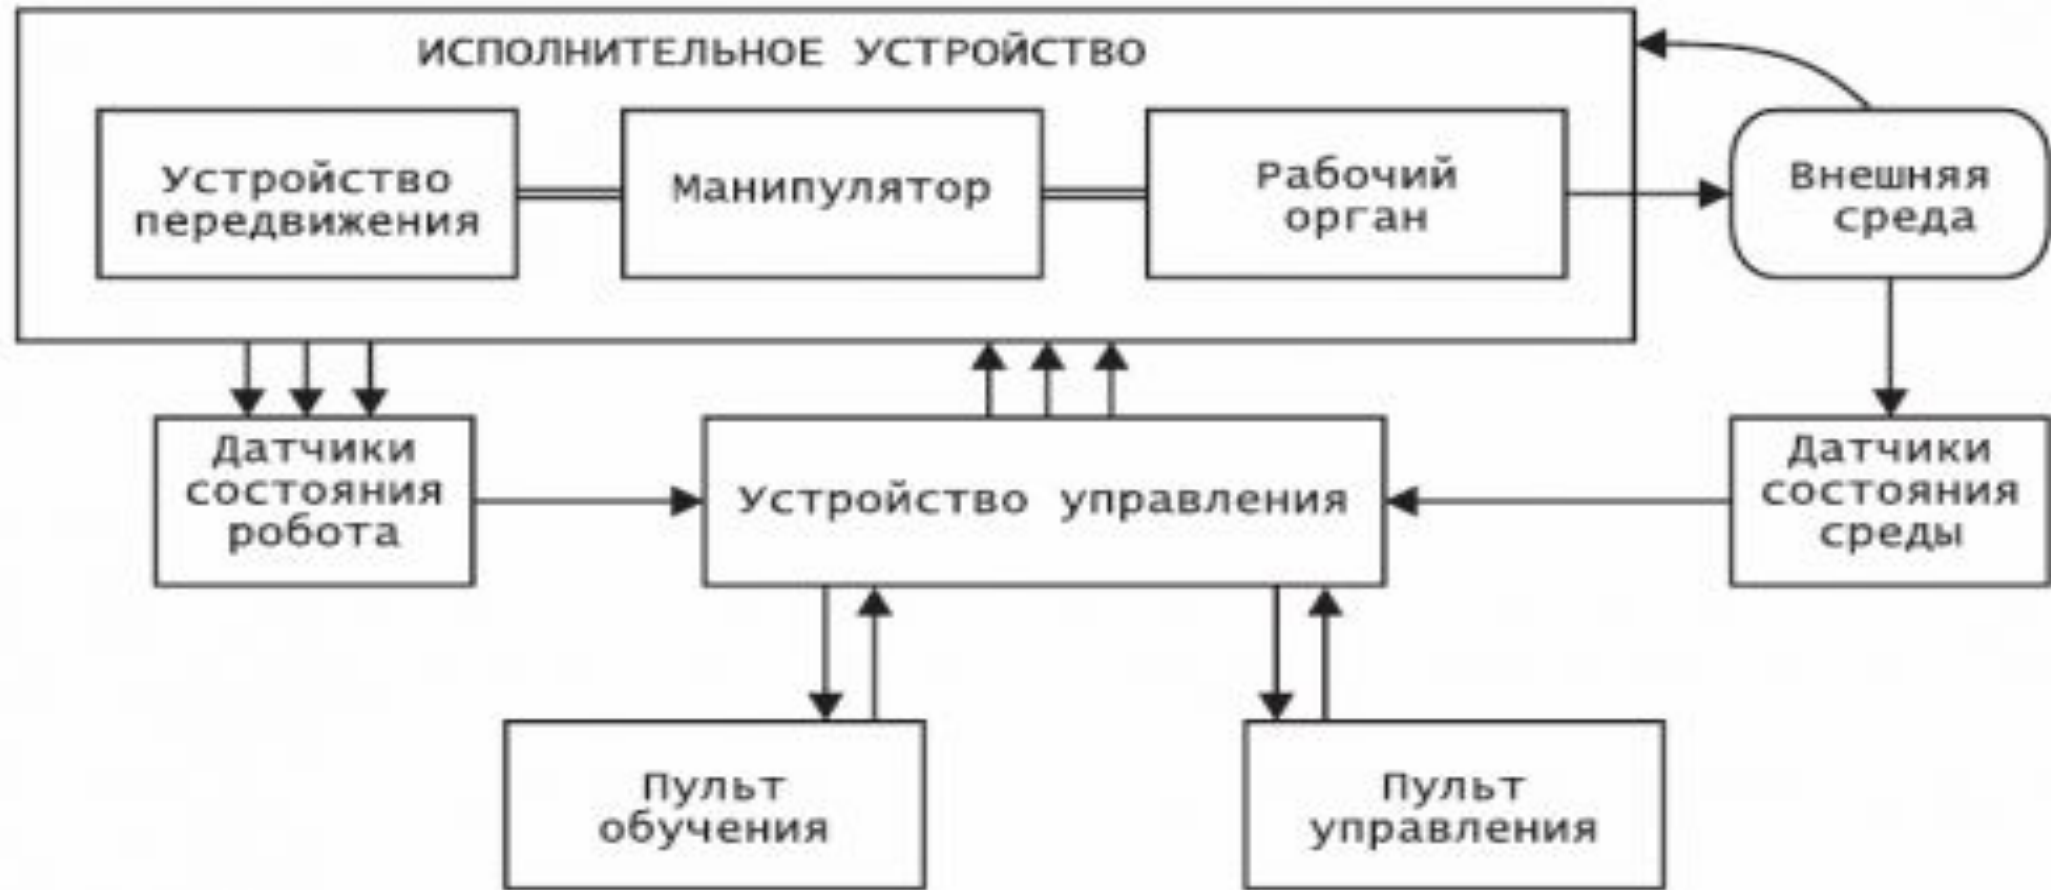 ИСПОЛНИТЕЛЬНОЕ УСТРОЙСТВО
Устройство
передвижения
Манипулятор
Рабочий
орган
Внешняя
среда
Датчики
состояния
робота
Устройство управления
Датчики
состояния
среды
Пульт
обучения
Пульт
управления